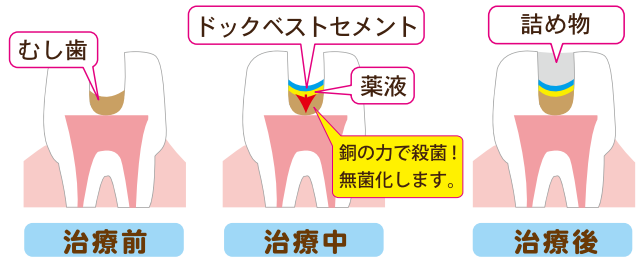 むし歯
治療前
ドックベストセメント
薬液
銅の力で殺菌！
無菌化します。
治療中
詰め物
治療後